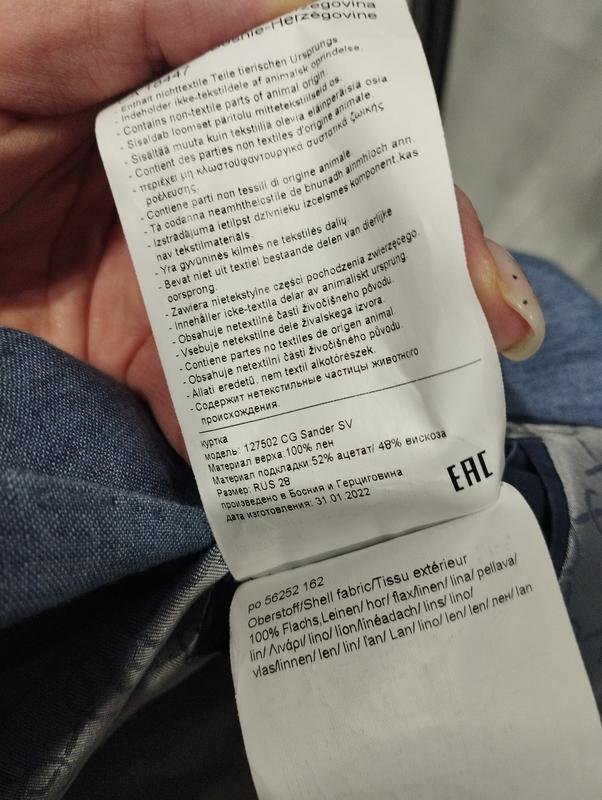 Bosnie-Herzégovina
18447
- Enthält nichttextile Teile tierischen Ursprungs.
- Indeholder ikke-tekstildele af animalsk oprindelse.
- Contains non-textile parts of animal origin.
- Sisaldab loomset päritolu mittetekstiilseid os.
- Sisältää muuta kuin tekstiiliä olevia eläinperäisiä osia
- Contient des parties non textiles d'origine animale.
- περιέχει μη κλωστοϋφαντουργικά συστατικά ζωικής
ροέλευσης.
- Contiene parti non tessili di origine animale.
- Tá codanna neamhtheicstíle de bhunadh ainmhíoch ann.
- Izstrādājuma ietilpst dzīvnieku izcelsmes komponent.kas
nav tekstilmateriāls.
- Yra gyvūninės kilmės ne tekstilės dalių.
- Bevat niet uit textiel bestaande delen van dierlijke
oorsprong.
- Zawiera nietekstylne części pochodzenia zwierzęcego.
- Innehåller icke-textila delar av animaliskt ursprung.
- Obsahuje netextilné časti živočíšneho pôvodu.
- Vsebuje netekstilne dele živalskega izvora.
- Contiene partes no textiles de origen animal.
- Obsahuje netextilní části živočišného původu.
- Állati eredetű, nem textil alkotórészek.
- Содержит нетекстильные частицы животного
происхождения.
куртка
модель: 127502 CG Sander SV
Материал верха:100% лен
Материал подкладки:52% ацетат/ 48% вискоза
Размер: RUS 28
произведено в Босния и Герциговина
дата изготовления: 31.01.2022
EAC
po 56252 162
Oberstoff/Shell fabric/Tissu extérieur
100% Flachs,Leinen/ hor/ flax/linen/ lina/ pellava/
lin/ Λινάρι/ lino/ líon/línéadach/ lins/ lino/
vlas/linnen/ len/ lin/ ľan/ Lan/ lino/ len/ len/ лен/ lan